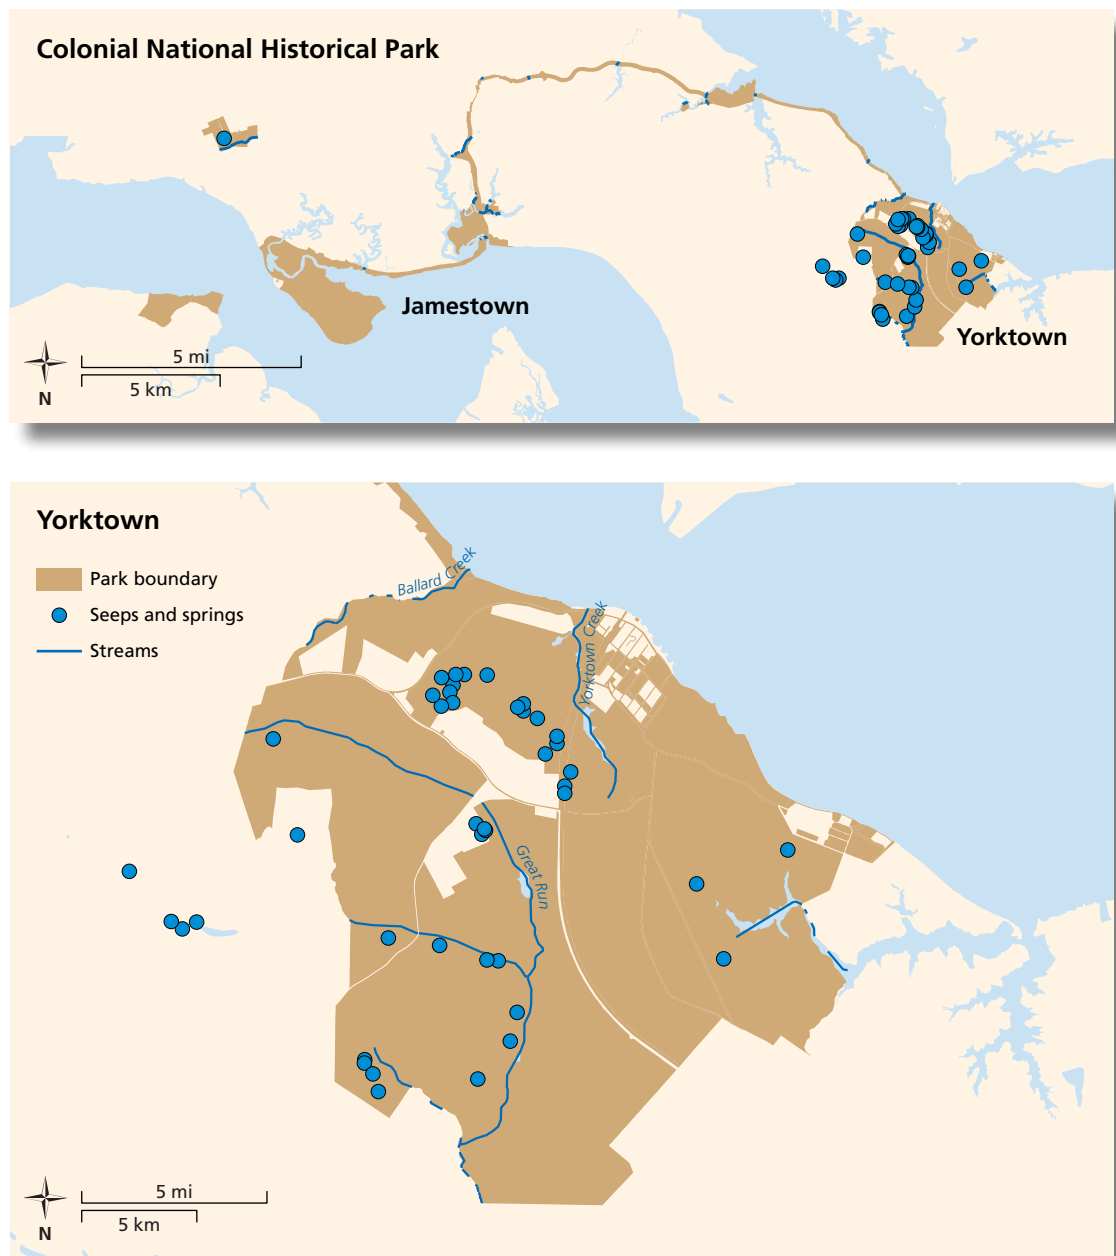 Colonial National Historical Park
Jamestown
Yorktown
5 mi
5 km
N
Yorktown
Park boundary
Seeps and springs
Streams
Ballard Creek
Yorktown Creek
Great Run
5 mi
5 km
N